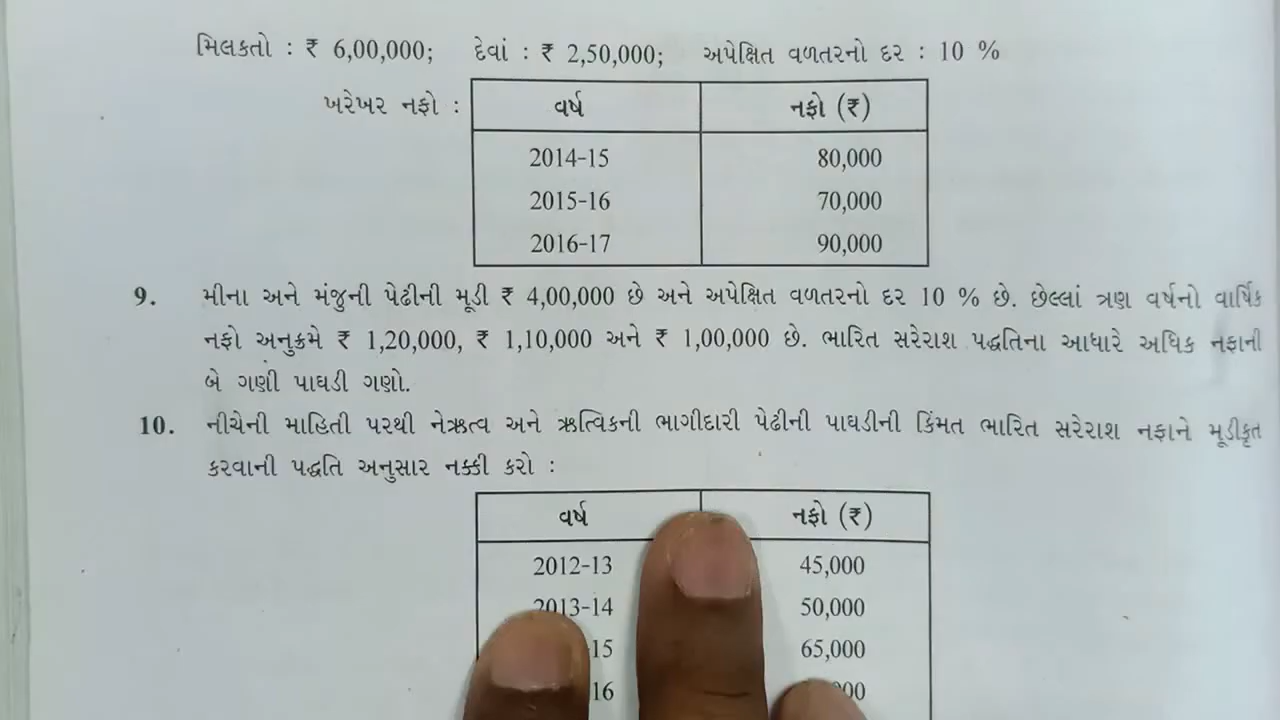 મિલકતો : ₹ 6,00,000; દેવાં : ₹ 2,50,000; અપેક્ષિત વળતરનો દર : 10 %
ખરેખર નફો : વર્ષ નફો (₹)
2014-15 80,000
2015-16 70,000
2016-17 90,000
9. મીના અને મંજુની પેઢીની મૂડી ₹ 4,00,000 છે અને અપેક્ષિત વળતરનો દર 10 % છે. છેલ્લાં ત્રણ વર્ષનો વાર્ષિક
નફો અનુક્રમે ₹ 1,20,000, ₹ 1,10,000 અને ₹ 1,00,000 છે. ભારિત સરેરાશ પદ્ધતિના આધારે અધિક નફાની
બે ગણી પાઘડી ગણો.
10. નીચેની માહિતી પરથી નેઋત્વ અને ઋત્વિકની ભાગીદારી પેઢીની પાઘડીની કિંમત ભારિત સરેરાશ નફાને મૂડીકૃત
કરવાની પદ્ધતિ અનુસાર નક્કી કરો :
વર્ષ નફો (₹)
2012-13 45,000
2013-14 50,000
15 65,000
16 000